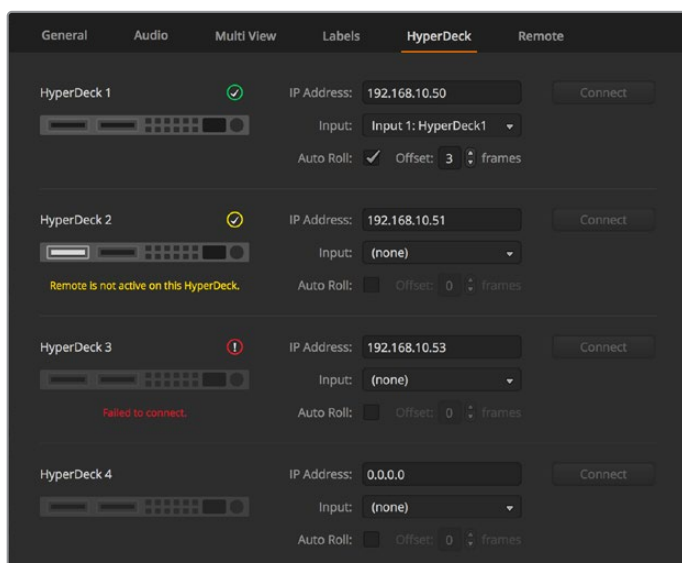 General Audio Multi View Labels HyperDeck Remote
HyperDeck 1 IP Address: 192.168.10.50 Connect
Input: Input 1: HyperDeck1
Auto Roll: Offset: 3 frames
HyperDeck 2 IP Address: 192.168.10.51 Connect
Input: (none)
Remote is not active on this HyperDeck. Auto Roll: Offset: 0 frames
HyperDeck 3 IP Address: 192.168.10.53 Connect
Input: (none)
Failed to connect. Auto Roll: Offset: 0 frames
HyperDeck 4 IP Address: 0.0.0.0 Connect
Input: (none)
Auto Roll: Offset: 0 frames